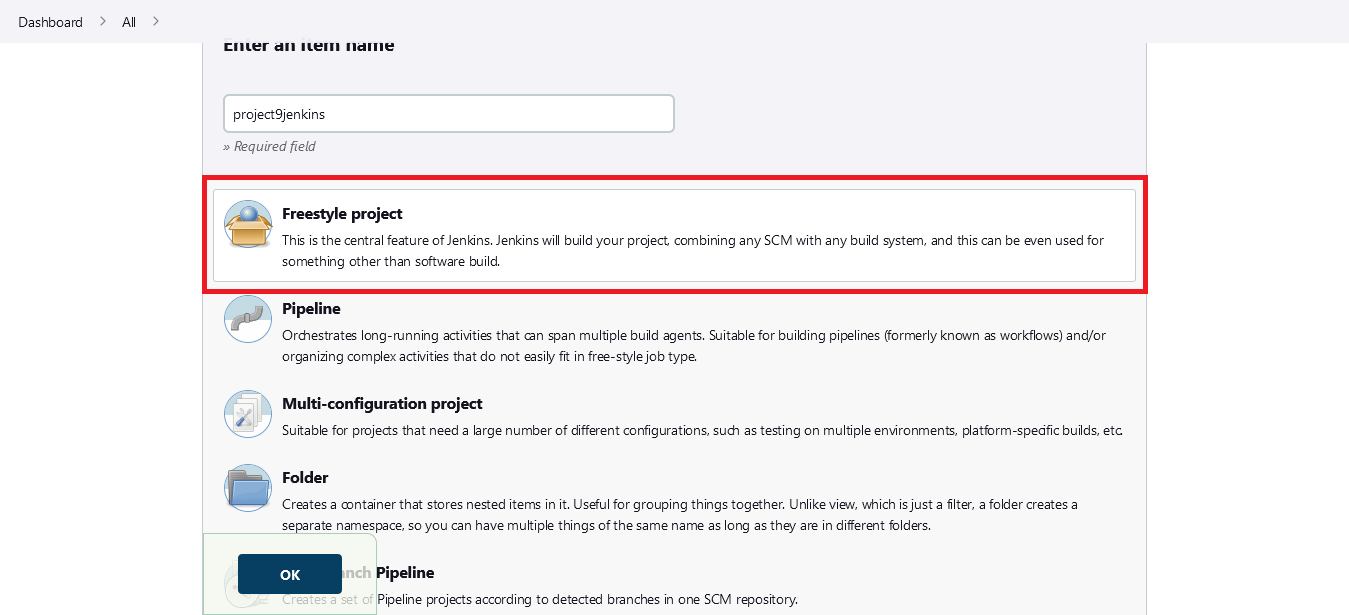 Dashboard > All >
Enter an item name
project9jenkins
» Required field
Freestyle project
This is the central feature of Jenkins. Jenkins will build your project, combining any SCM with any build system, and this can be even used for
something other than software build.
Pipeline
Orchestrates long-running activities that can span multiple build agents. Suitable for building pipelines (formerly known as workflows) and/or
organizing complex activities that do not easily fit in free-style job type.
Multi-configuration project
Suitable for projects that need a large number of different configurations, such as testing on multiple environments, platform-specific builds, etc.
Folder
Creates a container that stores nested items in it. Useful for grouping things together. Unlike view, which is just a filter, a folder creates a
separate namespace, so you can have multiple things of the same name as long as they are in different folders.
OK
Pipeline
Creates a set of Pipeline projects according to detected branches in one SCM repository.